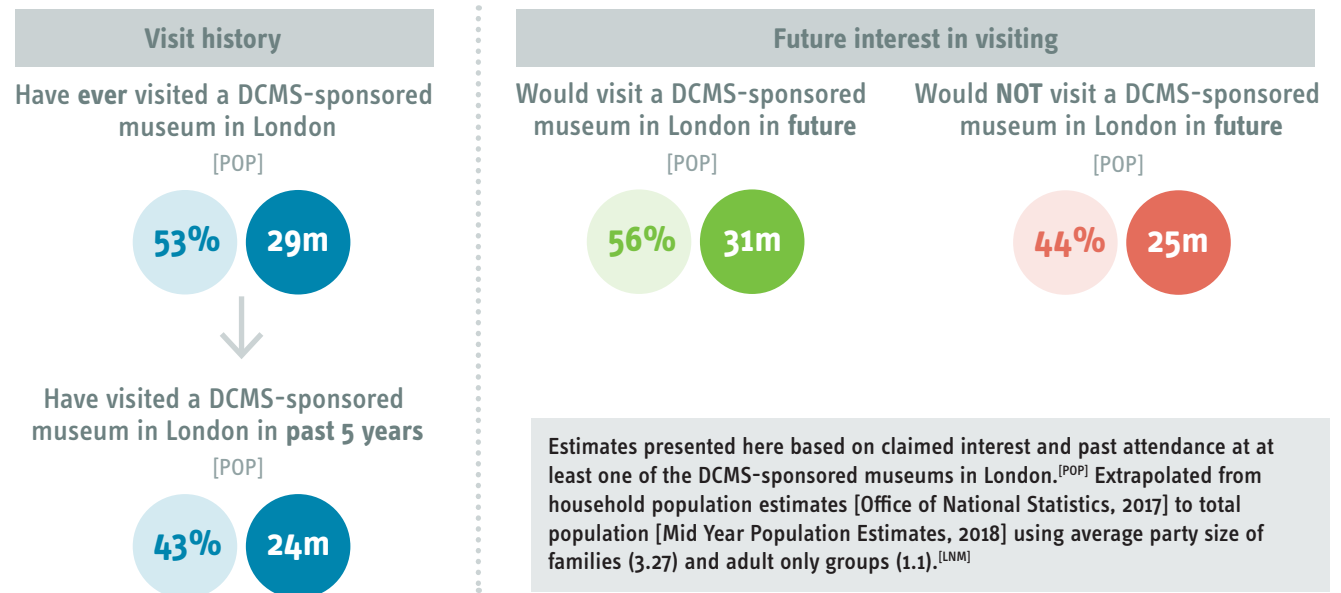 Visit history
Have ever visited a DCMS-sponsored
museum in London
[POP]
53%
29m
Have visited a DCMS-sponsored
museum in London in past 5 years
[POP]
43%
24m
Future interest in visiting
Would visit a DCMS-sponsored
museum in London in future
[POP]
56%
31m
Would NOT visit a DCMS-sponsored
museum in London in future
[POP]
44%
25m
Estimates presented here based on claimed interest and past attendance at at
least one of the DCMS-sponsored museums in London.[POP] Extrapolated from
household population estimates [Office of National Statistics, 2017] to total
population [Mid Year Population Estimates, 2018] using average party size of
families (3.27) and adult only groups (1.1).[LNM]